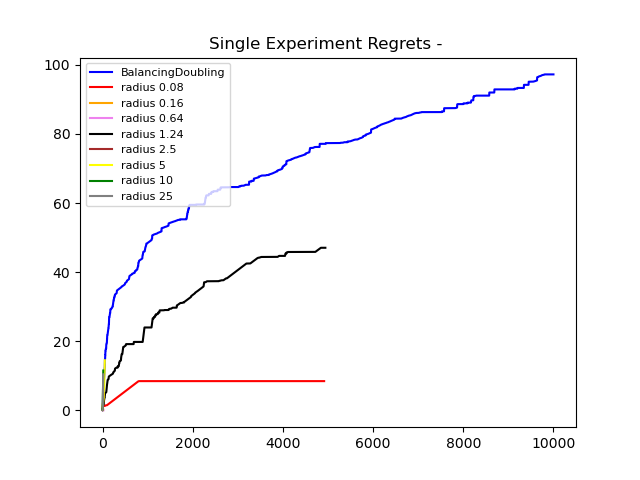 Single Experiment Regrets -
100
80
60
40
20
0
BalancingDoubling
radius 0.08
radius 0.16
radius 0.64
radius 1.24
radius 2.5
radius 5
radius 10
radius 25
0 2000 4000 6000 8000 10000